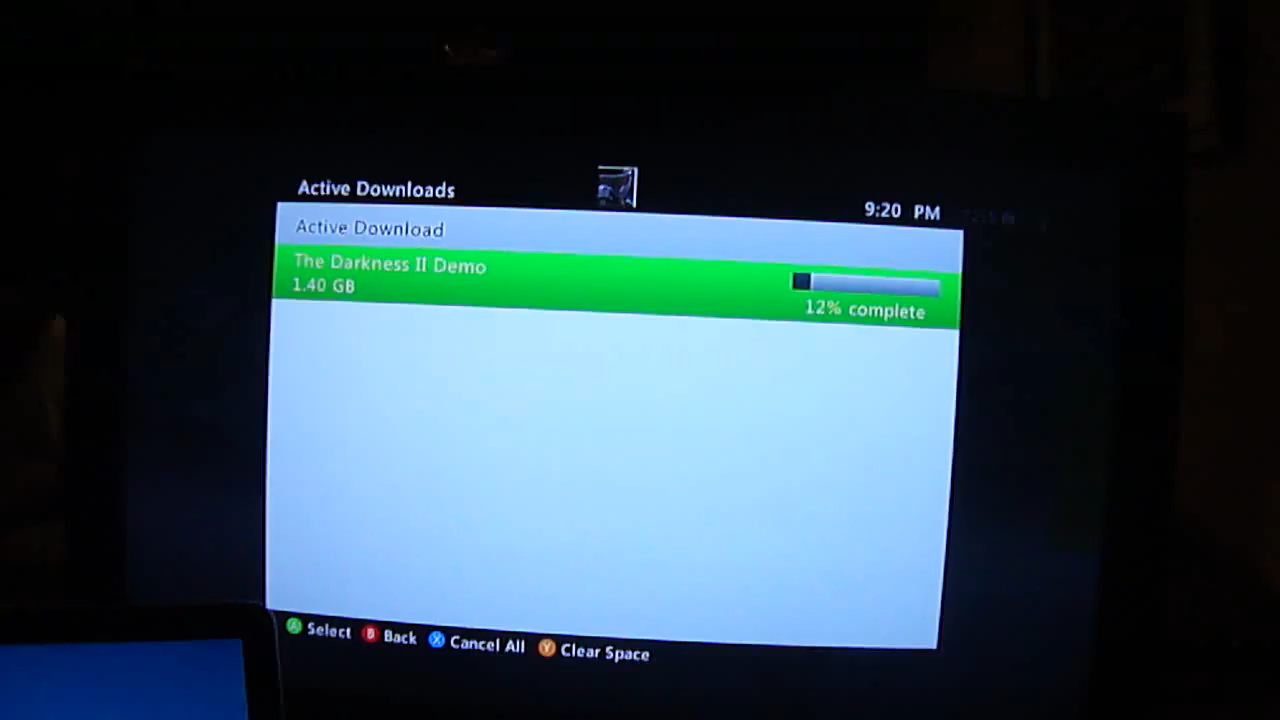 Active Downloads
9:20 PM
Active Download
The Darkness II Demo
1.40 GB
12% complete
A Select B Back X Cancel All Y Clear Space